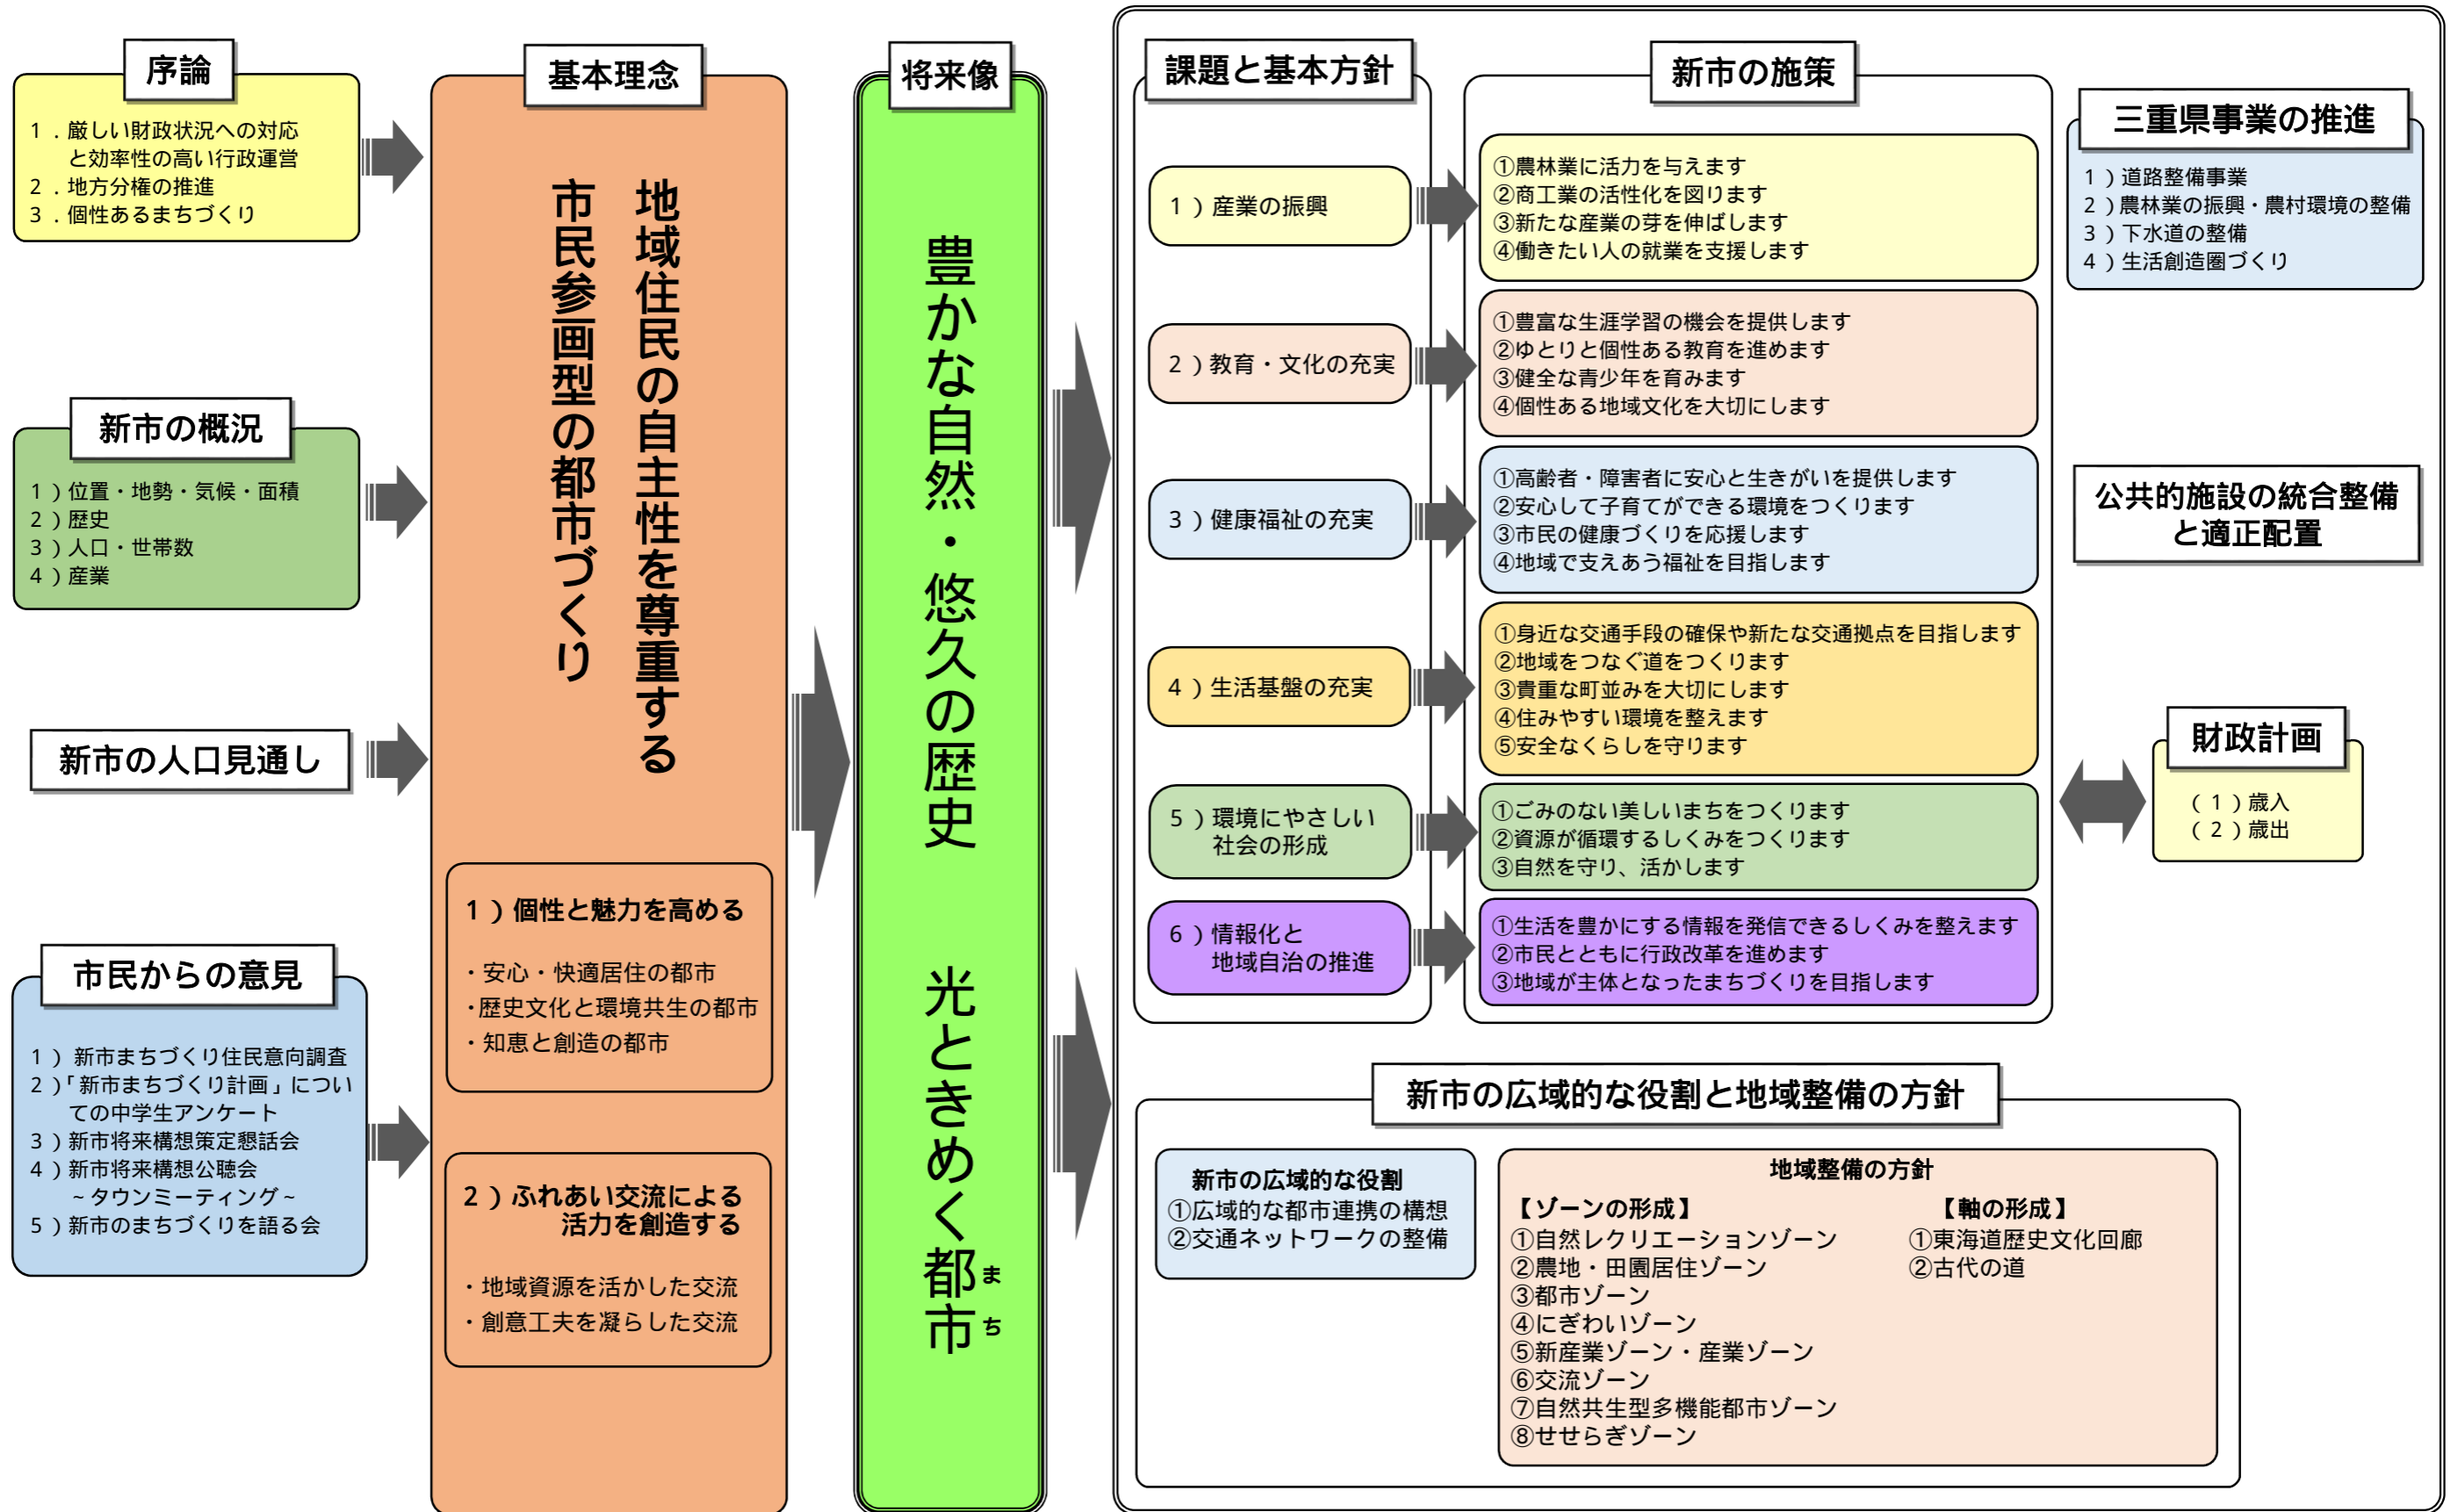 序論
1．厳しい財政状況への対応
と効率性の高い行政運営
2．地方分権の推進
3．個性あるまちづくり
新市の概況
1）位置・地勢・気候・面積
2）歴史
3）人口・世帯数
4）産業
新市の人口見通し
市民からの意見
1）新市まちづくり住民意向調査
2）「新市まちづくり計画」につい
ての中学生アンケート
3）新市将来構想策定懇話会
4）新市将来構想公聴会
～タウンミーティング～
5）新市のまちづくりを語る会
基本理念
地域住民の自主性を尊重する
市民参画型の都市づくり
1）個性と魅力を高める
・安心・快適居住の都市
・歴史文化と環境共生の都市
・知恵と創造の都市
2）ふれあい交流による
活力を創造する
・地域資源を活かした交流
・創意工夫を凝らした交流
将来像
豊かな自然・悠久の歴史　光ときめく都市
まち
課題と基本方針
1）産業の振興
2）教育・文化の充実
3）健康福祉の充実
4）生活基盤の充実
5）環境にやさしい
社会の形成
6）情報化と
地域自治の推進
新市の施策
①農林業に活力を与えます
②商工業の活性化を図ります
③新たな産業の芽を伸ばします
④働きたい人の就業を支援します
①豊富な生涯学習の機会を提供します
②ゆとりと個性ある教育を進めます
③健全な青少年を育みます
④個性ある地域文化を大切にします
①高齢者・障害者に安心と生きがいを提供します
②安心して子育てができる環境をつくります
③市民の健康づくりを応援します
④地域で支えあう福祉を目指します
①身近な交通手段の確保や新たな交通拠点を目指します
②地域をつなぐ道をつくります
③貴重な町並みを大切にします
④住みやすい環境を整えます
⑤安全なくらしを守ります
①ごみのない美しいまちをつくります
②資源が循環するしくみをつくります
③自然を守り、活かします
①生活を豊かにする情報を発信できるしくみを整えます
②市民とともに行政改革を進めます
③地域が主体となったまちづくりを目指します
三重県事業の推進
1）道路整備事業
2）農林業の振興・農村環境の整備
3）下水道の整備
4）生活創造圏づくり
公共的施設の統合整備
と適正配置
財政計画
（1）歳入
（2）歳出
新市の広域的な役割と地域整備の方針
新市の広域的な役割
①広域的な都市連携の構想
②交通ネットワークの整備
地域整備の方針
【ゾーンの形成】
①自然レクリエーションゾーン
②農地・田園居住ゾーン
③都市ゾーン
④にぎわいゾーン
⑤新産業ゾーン・産業ゾーン
⑥交流ゾーン
⑦自然共生型多機能都市ゾーン
⑧せせらぎゾーン
【軸の形成】
①東海道歴史文化回廊
②古代の道